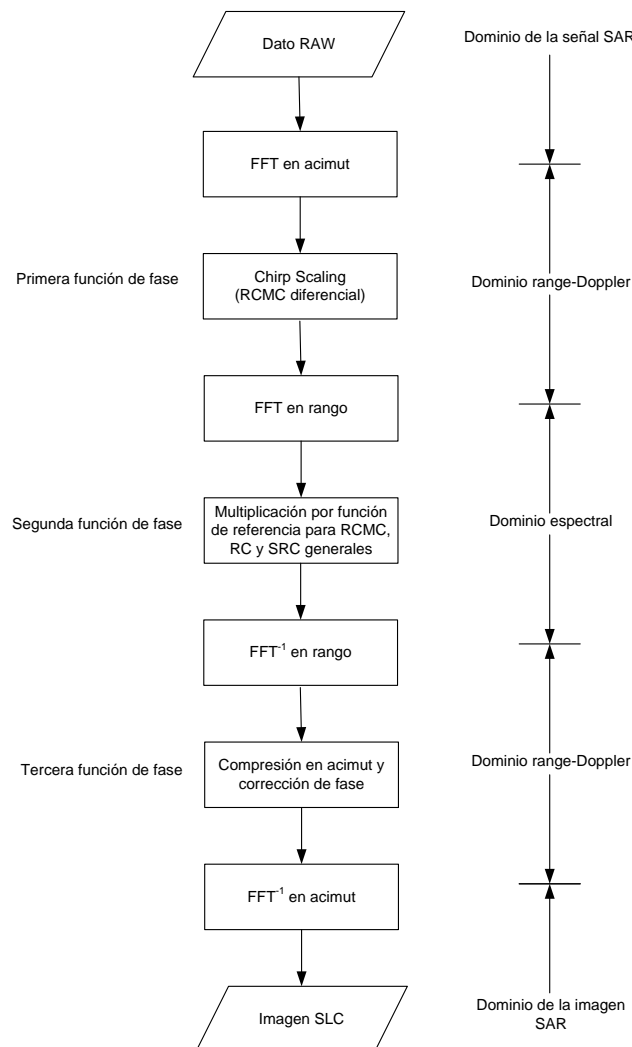 Dato RAW
Dominio de la señal SAR
FFT en acimut
Primera función de fase
Chirp Scaling
(RCMC diferencial)
Dominio range-Doppler
FFT en rango
Segunda función de fase
Multiplicación por función
de referencia para RCMC,
RC y SRC generales
Dominio espectral
FFT-1 en rango
Tercera función de fase
Compresión en acimut y
corrección de fase
Dominio range-Doppler
FFT-1 en acimut
Imagen SLC
Dominio de la imagen
SAR